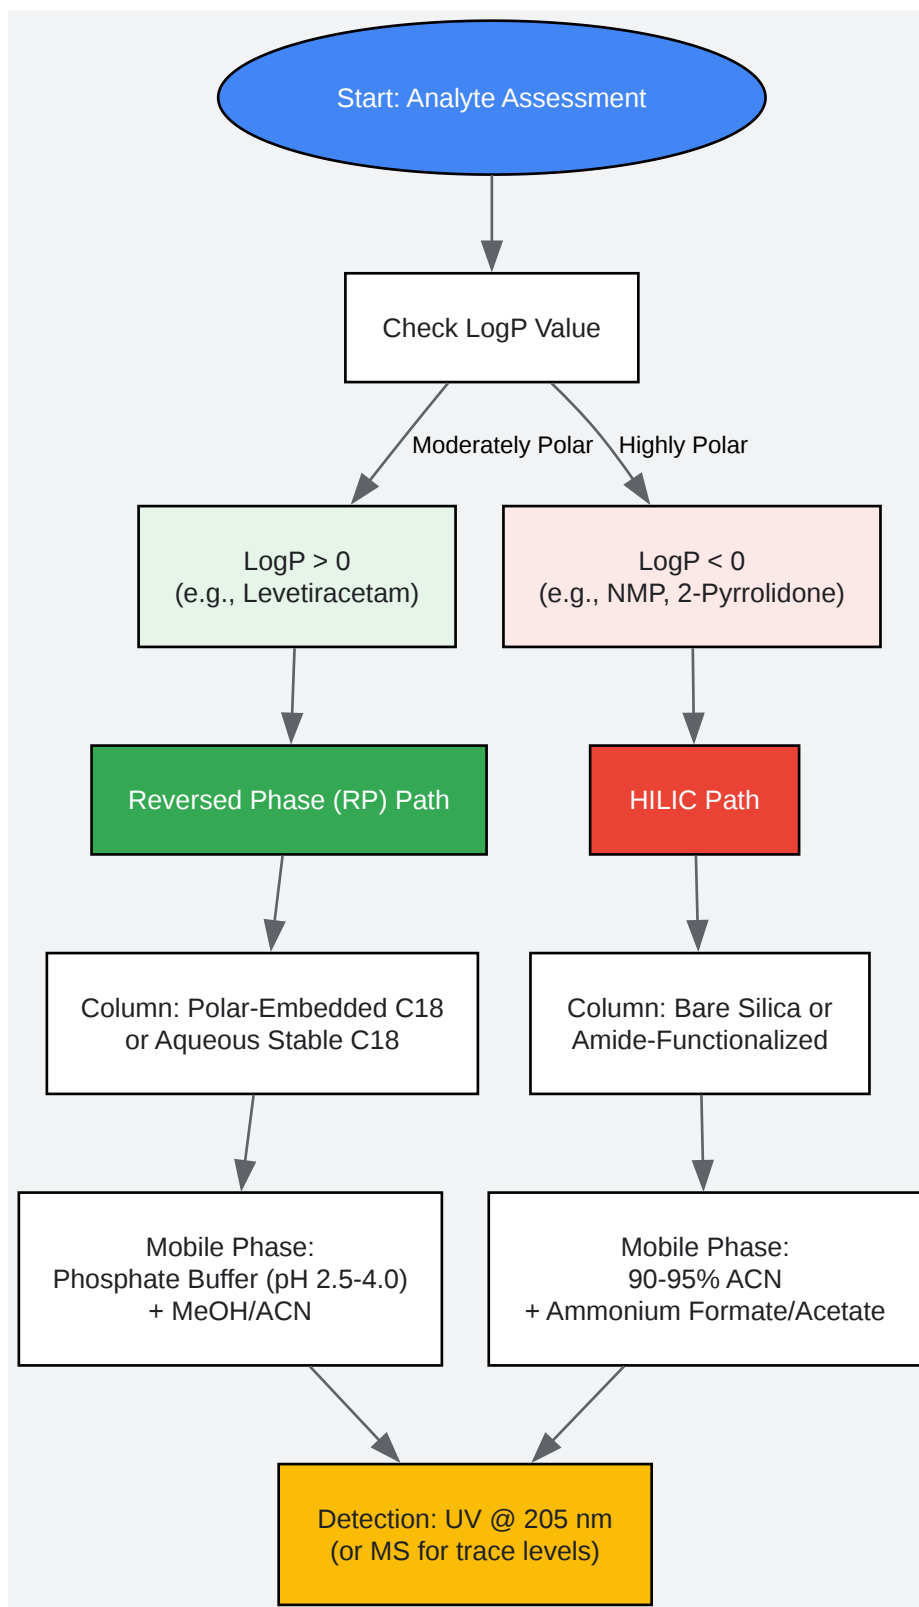 Start: Analyte Assessment
Check LogP Value
Moderately Polar
Highly Polar
LogP > 0
(e.g., Levetiracetam)
LogP < 0
(e.g., NMP, 2-Pyrrolidone)
Reversed Phase (RP) Path
HILIC Path
Column: Polar-Embedded C18
or Aqueous Stable C18
Column: Bare Silica or
Amide-Functionalized
Mobile Phase:
Phosphate Buffer (pH 2.5-4.0)
+ MeOH/ACN
Mobile Phase:
90-95% ACN
+ Ammonium Formate/Acetate
Detection: UV @ 205 nm
(or MS for trace levels)